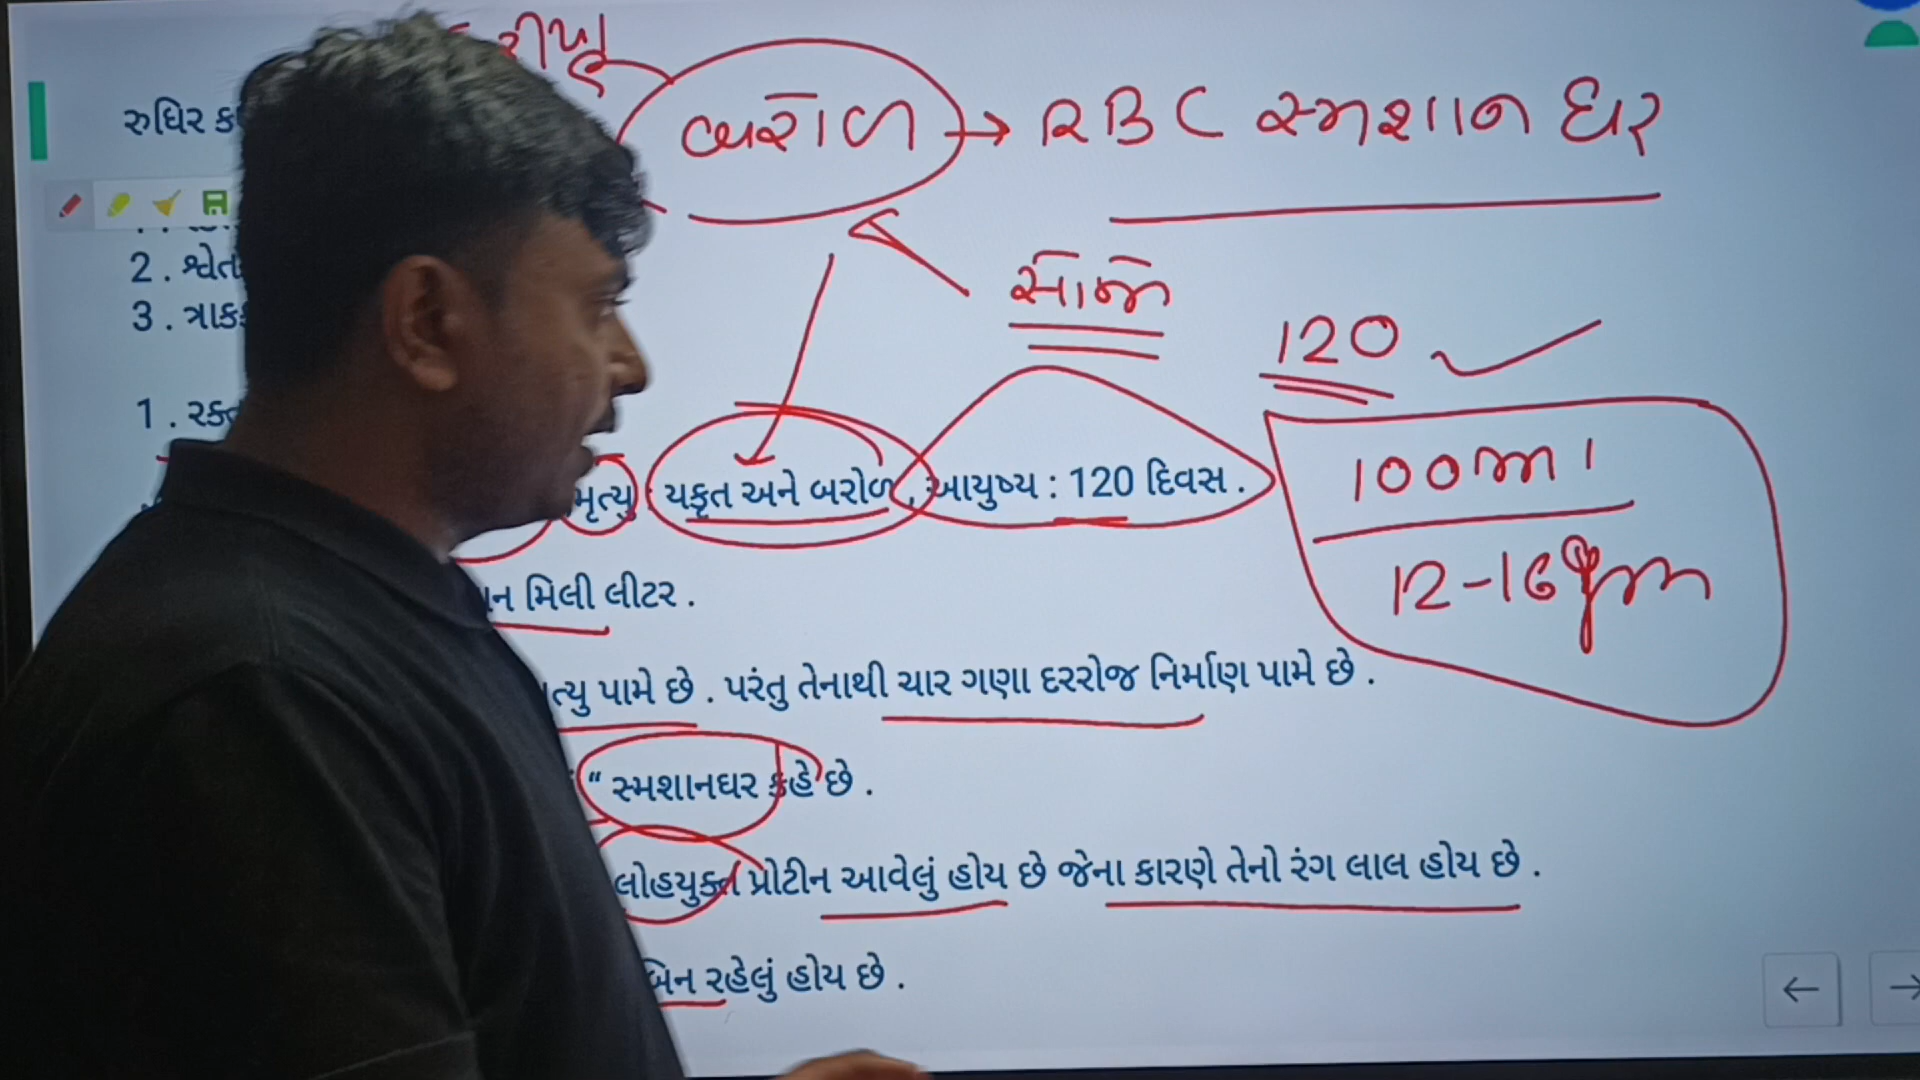 બરોળ → RBC સ્મશાન ઘર
રુધિર
2 . શ્વેત
3 . ત્રાક
સોજો
120
1 . રક્ત
100ml
12-16gm
મૃત્યુ : યકૃત અને બરોળ , આયુષ્ય : 120 દિવસ .
મિલી લીટર .
પામે છે . પરંતુ તેનાથી ચાર ગણા દરરોજ નિર્માણ પામે છે .
“ સ્મશાનઘર કહે છે .
લોહયુક્ત પ્રોટીન આવેલું હોય છે જેના કારણે તેનો રંગ લાલ હોય છે .
રહેલું હોય છે .